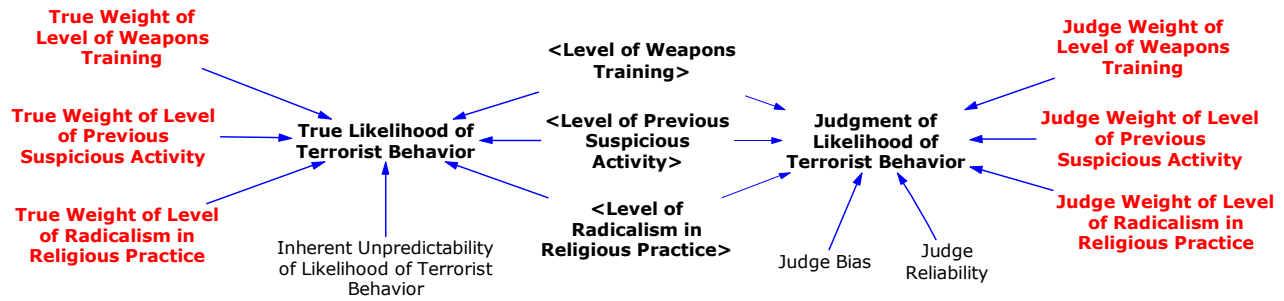 True Weight of
Level of Weapons
Training
True Weight of Level
of Previous
Suspicious Activity
True Weight of Level
of Radicalism in
Religious Practice
True Likelihood of
Terrorist Behavior
Inherent Unpredictability
of Likelihood of Terrorist
Behavior
<Level of Weapons
Training>
<Level of Previous
Suspicious
Activity>
<Level of
Radicalism in
Religious Practice>
Judgment of
Likelihood of
Terrorist Behavior
Judge Bias
Judge
Reliability
Judge Weight of
Level of Weapons
Training
Judge Weight of Level
of Previous
Suspicious Activity
Judge Weight of Level
of Radicalism in
Religious Practice